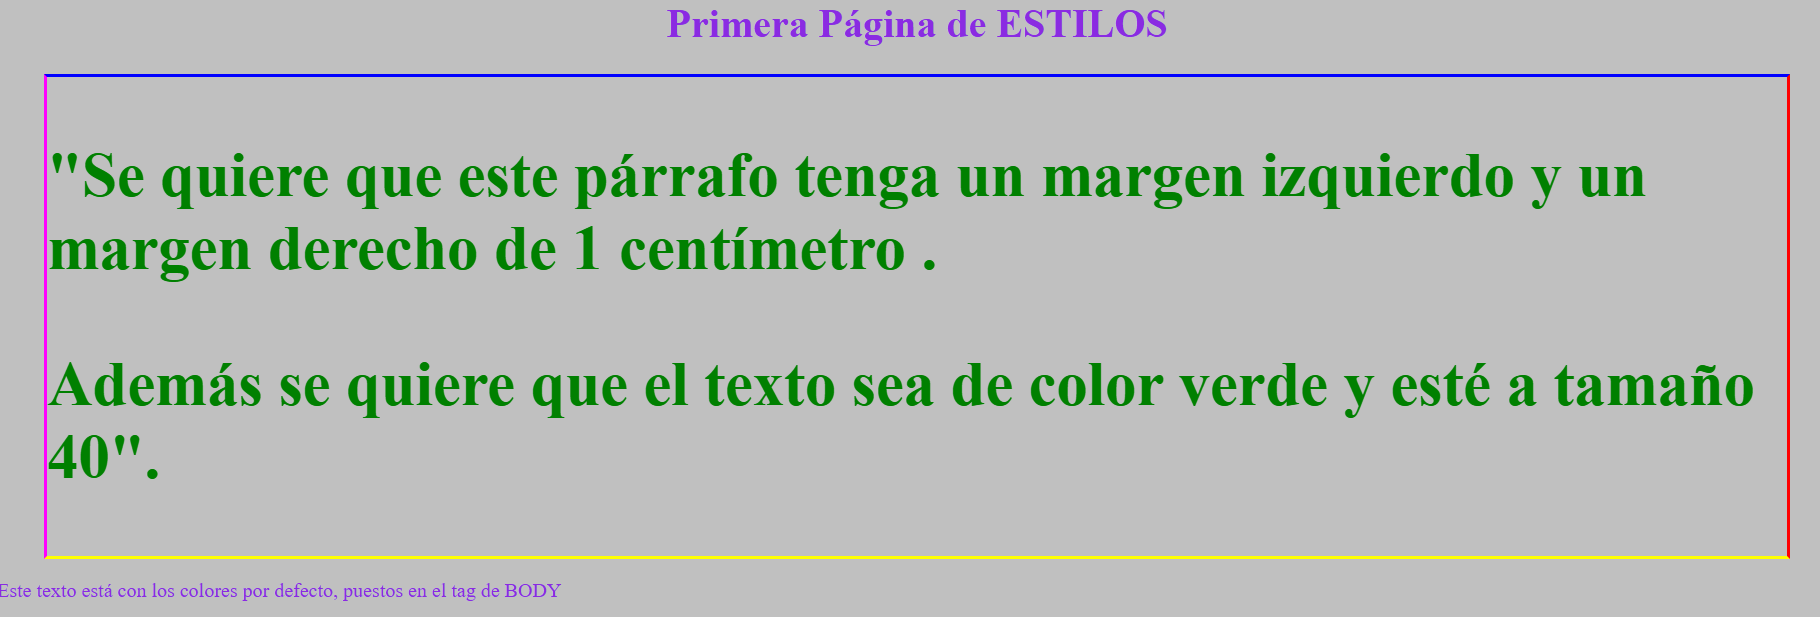 Primera Página de ESTILOS
"Se quiere que este párrafo tenga un margen izquierdo y un
margen derecho de 1 centímetro .
Además se quiere que el texto sea de color verde y esté a tamaño
40".
Este texto está con los colores por defecto, puestos en el tag de BODY